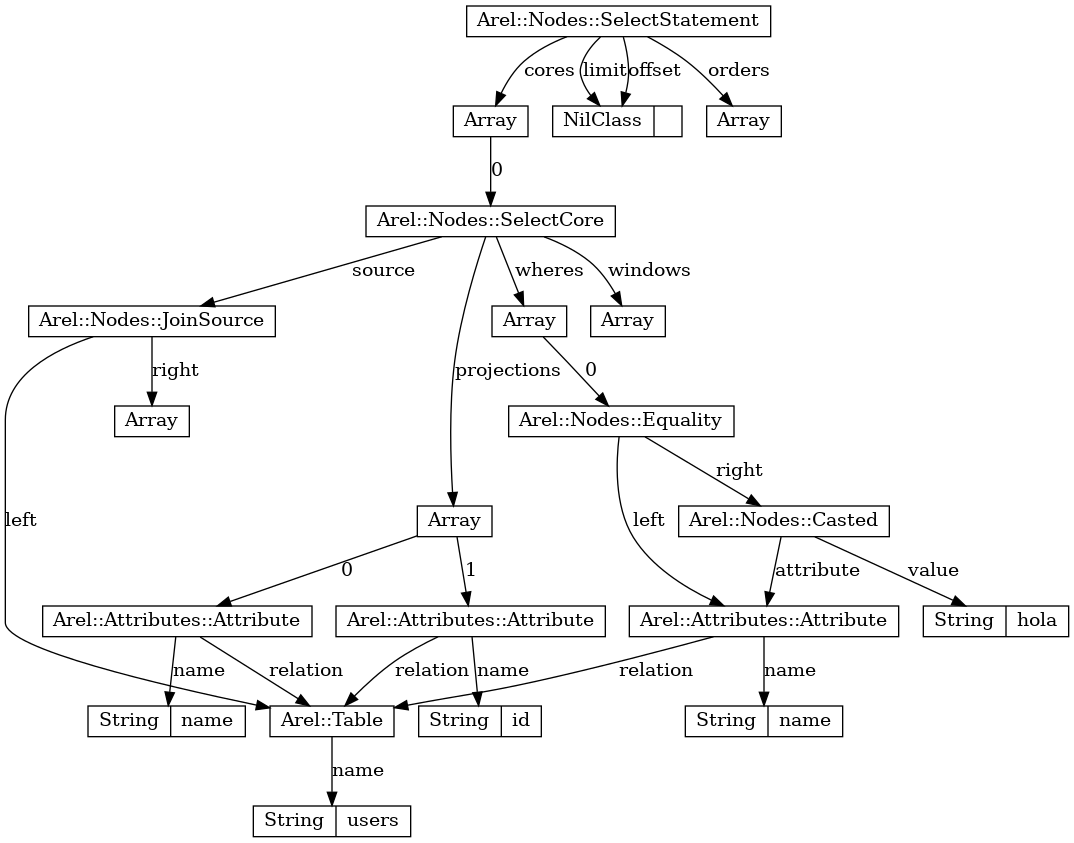 Arel::Nodes::SelectStatement
cores
limit
offset
orders
Array
NilClass
Array
0
Arel::Nodes::SelectCore
source
wheres
windows
Arel::Nodes::JoinSource
Array
Array
right
projections
0
Array
Arel::Nodes::Equality
right
left
left
Array
Arel::Nodes::Casted
0
1
attribute
value
Arel::Attributes::Attribute
Arel::Attributes::Attribute
Arel::Attributes::Attribute
String hola
name
relation
relation
name
relation
name
String name
Arel::Table
String id
String name
name
String users